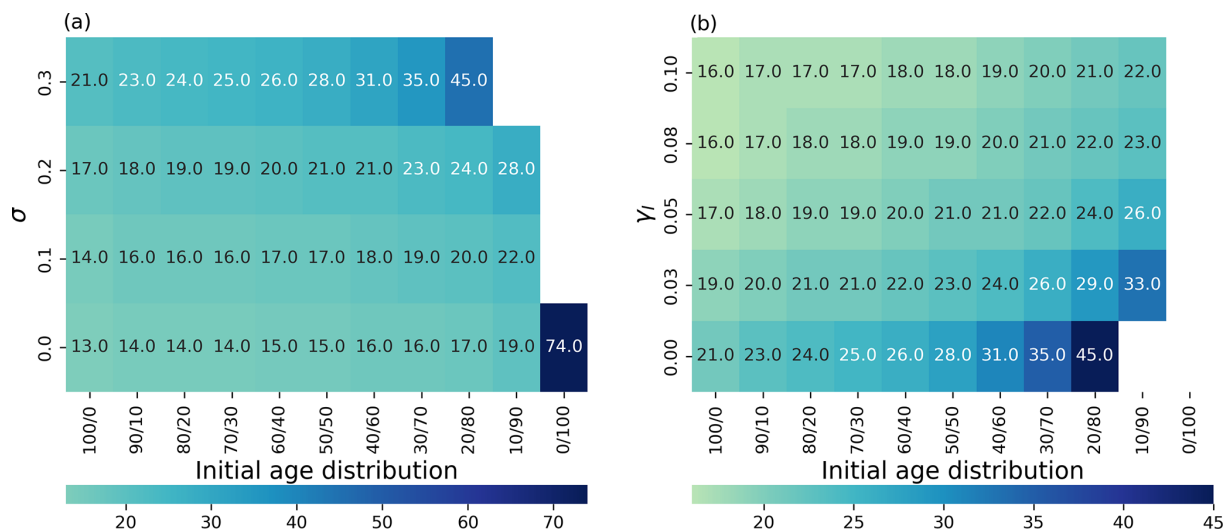 (a)
0.3 21.0 23.0 24.0 25.0 26.0 28.0 31.0 35.0 45.0
0.2 17.0 18.0 19.0 19.0 20.0 21.0 21.0 23.0 24.0 28.0
σ
0.1 14.0 16.0 16.0 16.0 17.0 17.0 18.0 19.0 20.0 22.0
0.0 13.0 14.0 14.0 14.0 15.0 15.0 16.0 16.0 17.0 19.0 74.0
100/0 90/10 80/20 70/30 60/40 50/50 40/60 30/70 20/80 10/90 0/100
Initial age distribution
20 30 40 50 60 70
(b)
0.10 16.0 17.0 17.0 17.0 18.0 18.0 19.0 20.0 21.0 22.0
0.08 16.0 17.0 18.0 18.0 19.0 19.0 20.0 21.0 22.0 23.0
γI
0.05 17.0 18.0 19.0 19.0 20.0 21.0 21.0 22.0 24.0 26.0
0.03 19.0 20.0 21.0 21.0 22.0 23.0 24.0 26.0 29.0 33.0
0.00 21.0 23.0 24.0 25.0 26.0 28.0 31.0 35.0 45.0
100/0 90/10 80/20 70/30 60/40 50/50 40/60 30/70 20/80 10/90 0/100
Initial age distribution
20 25 30 35 40 45